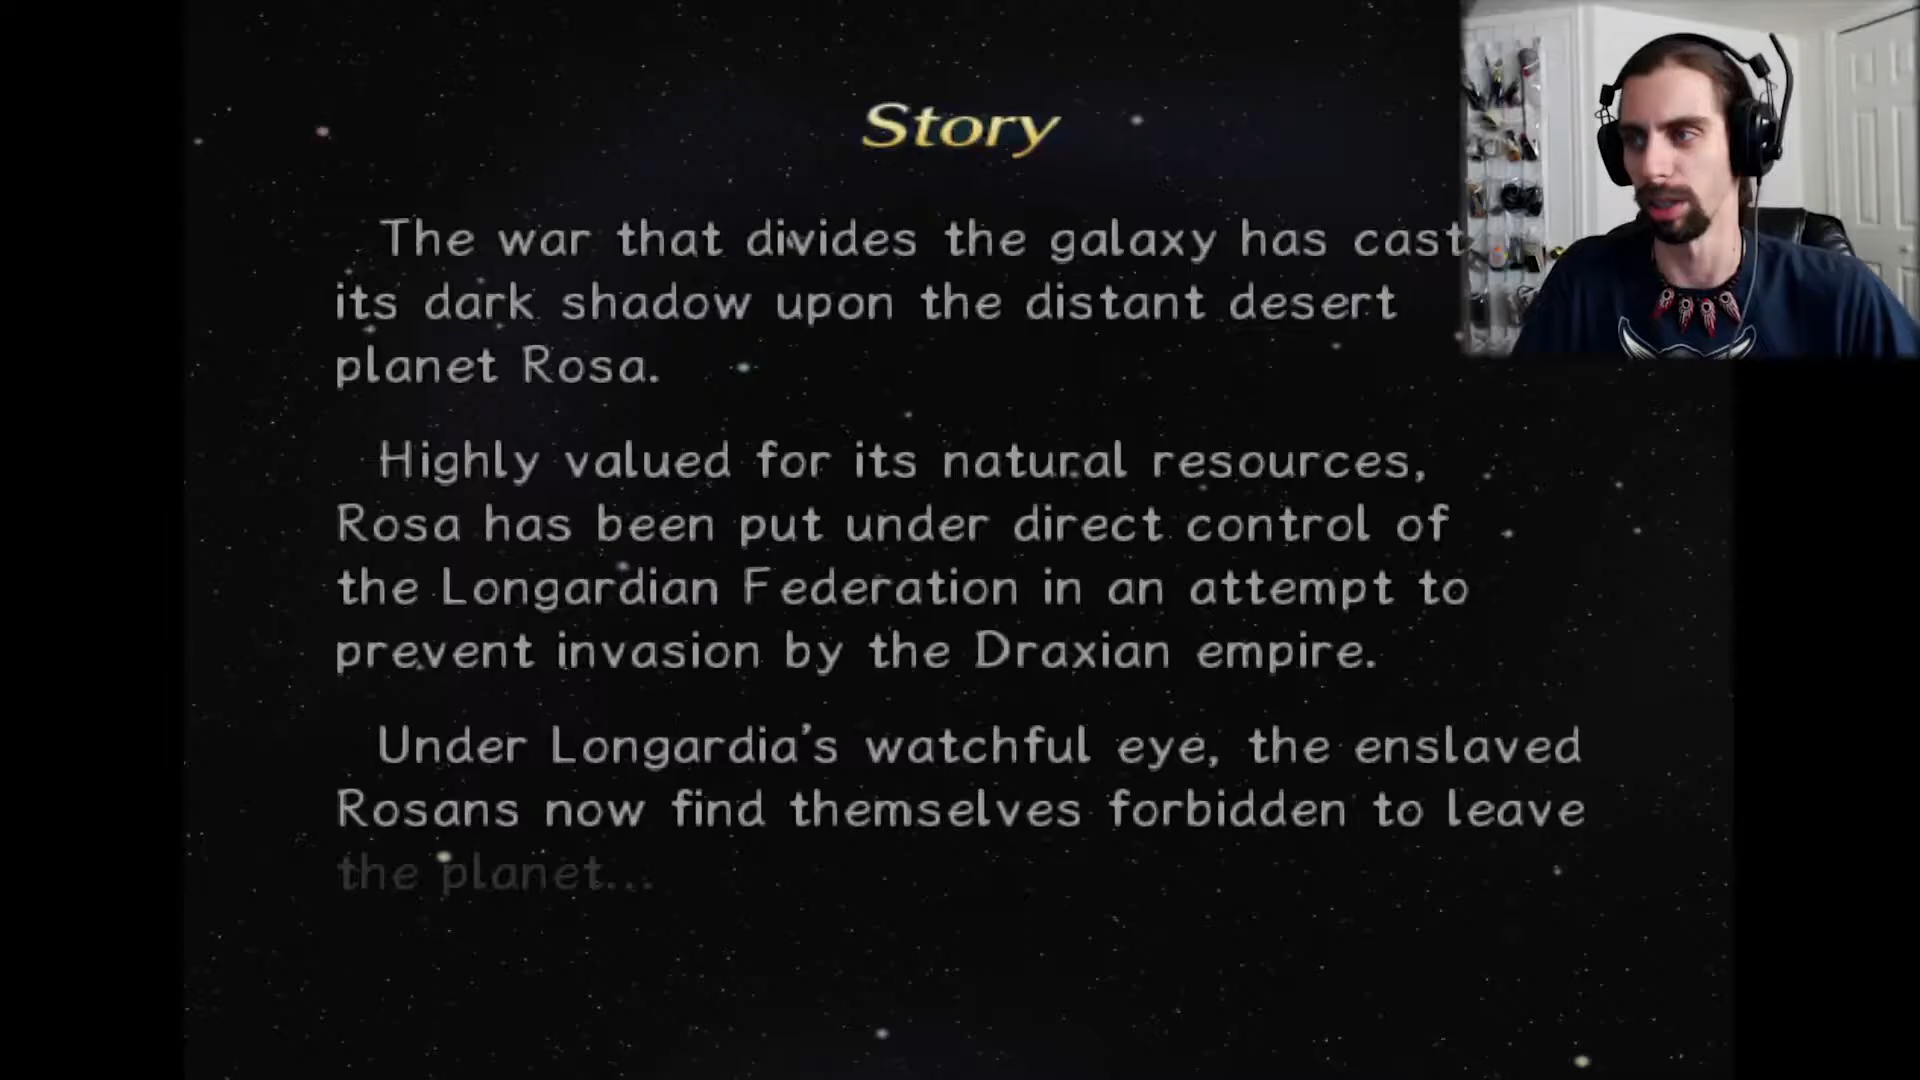 Story
The war that divides the galaxy has cast
its dark shadow upon the distant desert
planet Rosa.
Highly valued for its natural resources,
Rosa has been put under direct control of
the Longardian Federation in an attempt to
prevent invasion by the Draxian empire.
Under Longardia's watchful eye, the enslaved
Rosans now find themselves forbidden to leave
the planet...